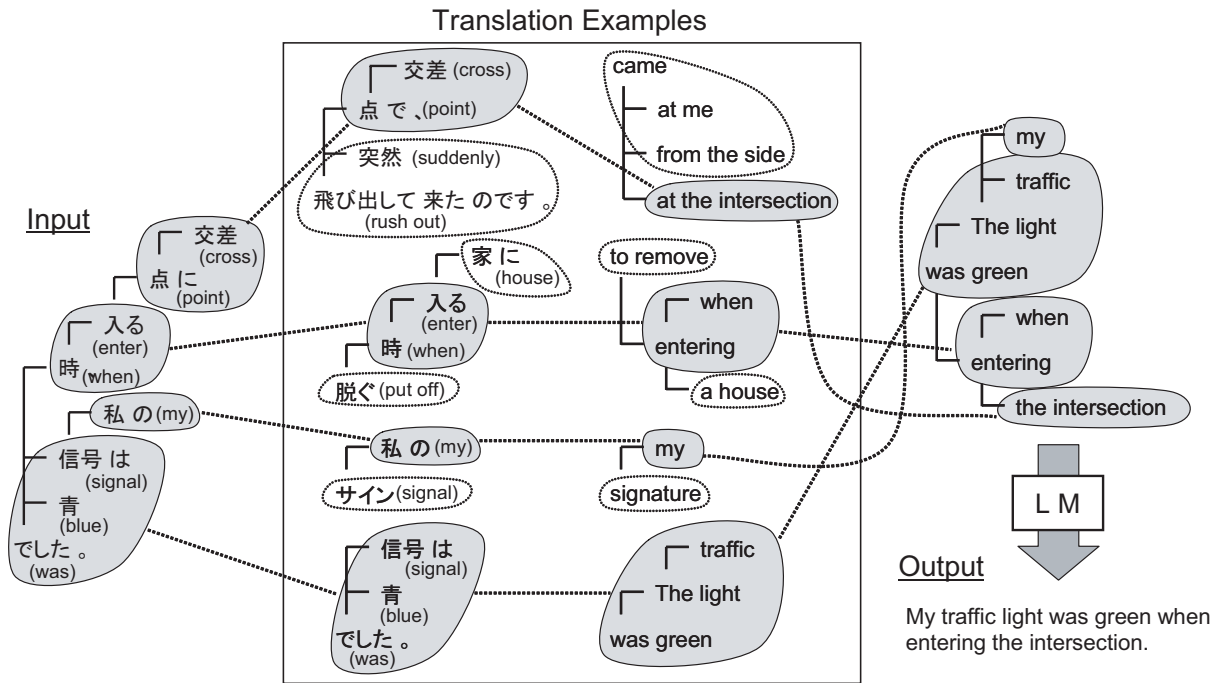 Translation Examples
Input
交差
(cross)
点 に
(point)
入る
(enter)
時、(when)
私 の (my)
信号 は
(signal)
青
(blue)
でした 。
(was)
交差 (cross)
点 で 、(point)
突然 (suddenly)
飛び出して 来た のです 。
(rush out)
家 に
(house)
入る
(enter)
時 (when)
脱ぐ (put off)
私 の (my)
サイン (signal)
信号 は
(signal)
青
(blue)
でした 。
(was)
came
at me
from the side
at the intersection
to remove
when
entering
a house
my
signature
traffic
The light
was green
my
traffic
The light
was green
when
entering
the intersection
L M
Output
My traffic light was green when
entering the intersection.